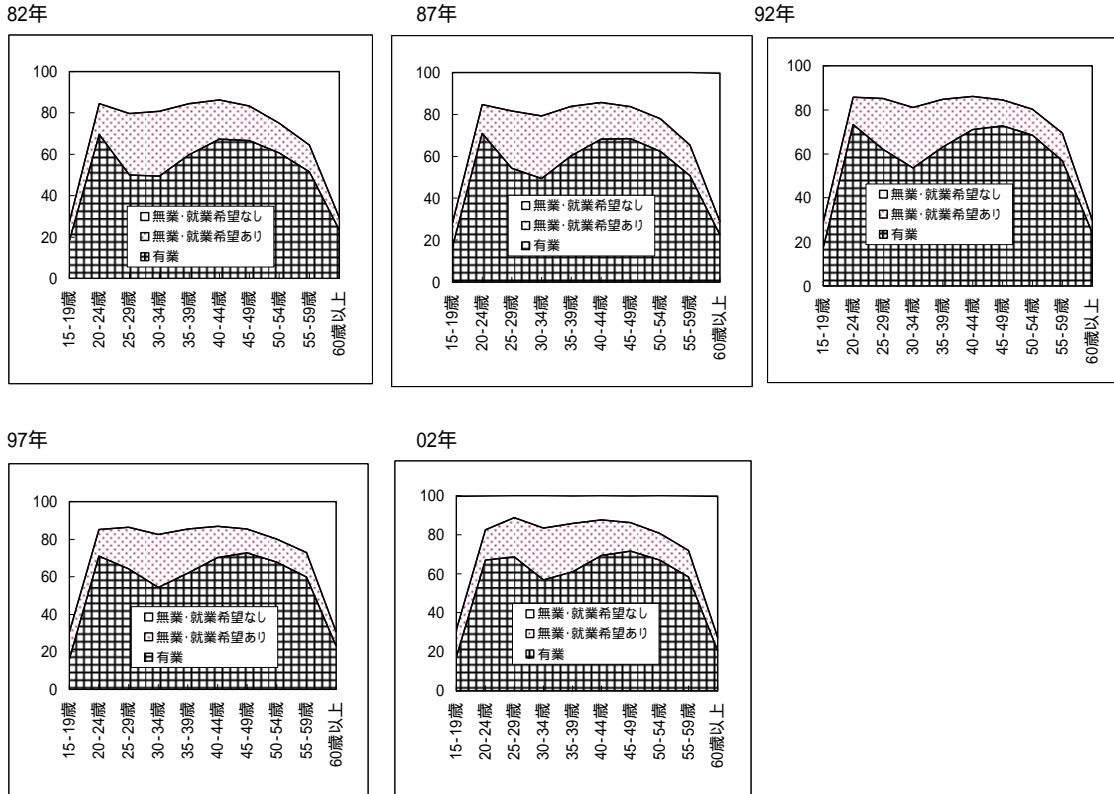 82年
100
80
60
40
20
0
無業･就業希望なし
無業･就業希望あり
有業
15-19歳
20-24歳
25-29歳
30-34歳
35-39歳
40-44歳
45-49歳
50-54歳
55-59歳
60歳以上
87年
100
80
60
40
20
0
無業･就業希望なし
無業･就業希望あり
有業
15-19歳
20-24歳
25-29歳
30-34歳
35-39歳
40-44歳
45-49歳
50-54歳
55-59歳
60歳以上
92年
100
80
60
40
20
0
無業･就業希望なし
無業･就業希望あり
有業
15-19歳
20-24歳
25-29歳
30-34歳
35-39歳
40-44歳
45-49歳
50-54歳
55-59歳
60歳以上
97年
100
80
60
40
20
0
無業･就業希望なし
無業･就業希望あり
有業
15-19歳
20-24歳
25-29歳
30-34歳
35-39歳
40-44歳
45-49歳
50-54歳
55-59歳
60歳以上
02年
100
80
60
40
20
0
無業･就業希望なし
無業･就業希望あり
有業
15-19歳
20-24歳
25-29歳
30-34歳
35-39歳
40-44歳
45-49歳
50-54歳
55-59歳
60歳以上